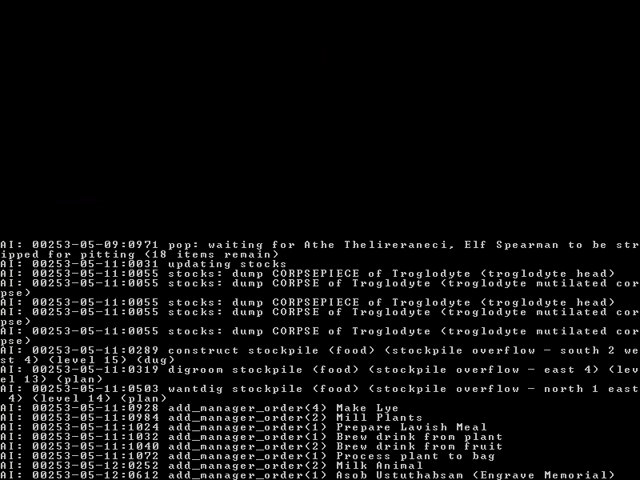 AI: 00253-05-09:0971 pop: waiting for Athe Thelireraneci, Elf Spearman to be str
ipped for pitting (18 items remain)
AI: 00253-05-11:0031 updating stocks
AI: 00253-05-11:0055 stocks: dump CORPSEPIECE of Troglodyte (troglodyte head)
AI: 00253-05-11:0055 stocks: dump CORPSE of Troglodyte (troglodyte mutilated cor
pse)
AI: 00253-05-11:0055 stocks: dump CORPSEPIECE of Troglodyte (troglodyte head)
AI: 00253-05-11:0055 stocks: dump CORPSE of Troglodyte (troglodyte mutilated cor
pse)
AI: 00253-05-11:0055 stocks: dump CORPSE of Troglodyte (troglodyte mutilated cor
pse)
AI: 00253-05-11:0289 construct stockpile (food) (stockpile overflow - south 2 we
st 4) (level 15) (dug)
AI: 00253-05-11:0319 digroom stockpile (food) (stockpile overflow - east 4) (lev
el 13) (plan)
AI: 00253-05-11:0503 wantdig stockpile (food) (stockpile overflow - north 1 east
 4) (level 14) (plan)
AI: 00253-05-11:0928 add_manager_order(4) Make Lye
AI: 00253-05-11:0984 add_manager_order(2) Mill Plants
AI: 00253-05-11:1024 add_manager_order(1) Prepare Lavish Meal
AI: 00253-05-11:1032 add_manager_order(1) Brew drink from plant
AI: 00253-05-11:1040 add_manager_order(2) Brew drink from fruit
AI: 00253-05-11:1072 add_manager_order(1) Process plant to bag
AI: 00253-05-12:0252 add_manager_order(2) Milk Animal
AI: 00253-05-12:0612 add_manager_order(1) Asob Ustuthabsam (Engrave Memorial)